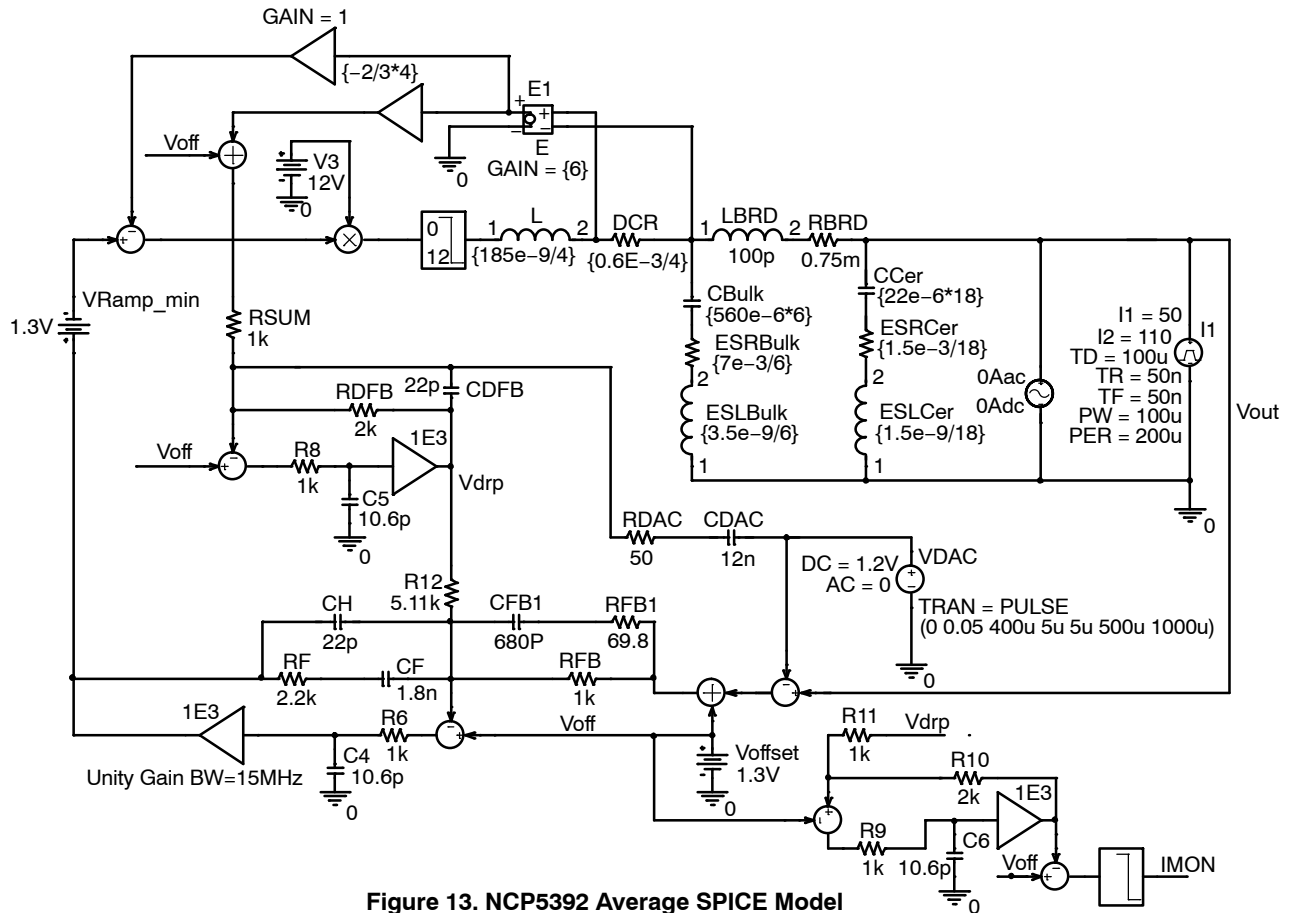 GAIN = 1
{−2/3*4}
E1
+
−
+
−
E
GAIN = {6}
0
Voff
V3
12V
0
+
−
0
12
1
L
2
{185e−9/4}
DCR
{0.6E−3/4}
1
LBRD
2
100p
RBRD
0.75m
VRamp_min
1.3V
RSUM
1k
CBulk
{560e−6*6}
ESRBulk
{7e−3/6}
2
ESLBulk
{3.5e−9/6}
1
CCer
{22e−6*18}
ESRCer
{1.5e−3/18}
2
ESLCer
{1.5e−9/18}
1
0Aac
0Adc
I1 = 50
I2 = 110
TD = 100u
TR = 50n
TF = 50n
PW = 100u
PER = 200u
I1
Vout
0
22p
CDFB
RDFB
2k
Voff
+
−
R8
1k
1E3
C5
10.6p
0
Vdrp
RDAC
50
CDAC
12n
DC = 1.2V
AC = 0
VDAC
+
−
TRAN = PULSE
(0 0.05 400u 5u 5u 500u 1000u)
0
R12
5.11k
CH
22p
CFB1
680P
RFB1
69.8
RF
2.2k
CF
1.8n
RFB
1k
−
+
1E3
Unity Gain BW=15MHz
R6
1k
C4
10.6p
0
−
+
Voff
Voffset
1.3V
0
R11
1k
Vdrp
R10
2k
+
R9
1k
1E3
C6
10.6p
0
Voff
+
−
IMON
Figure 13. NCP5392 Average SPICE Model